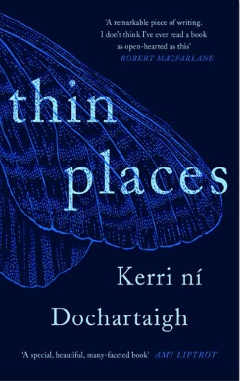 'A remarkable piece of writing.
I don't think I've ever read a book
as open-hearted as this'
ROBERT MACFARLANE
thin
places
Kerri ní
Dochartaigh
'A special, beautiful, many-faceted book' AMY LIPTROT